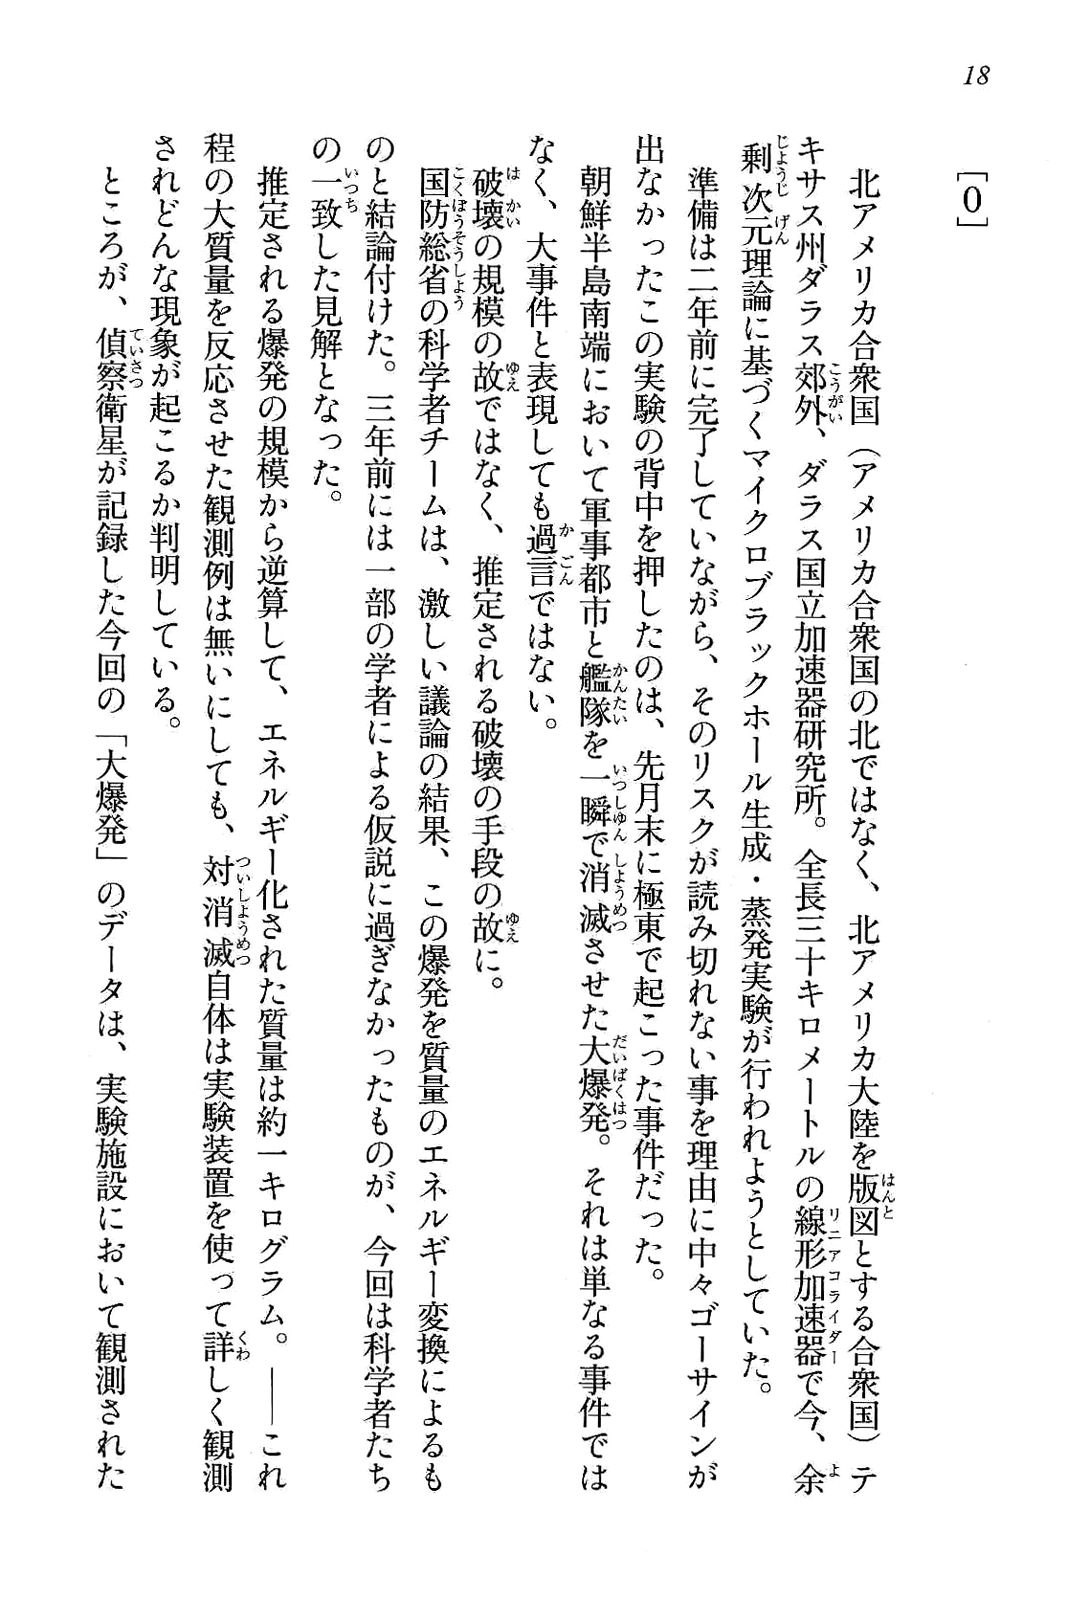 18
[0]
北アメリカ合衆国（アメリカ合衆国の北ではなく、北アメリカ大陸を版図とする合衆国）テ
キサス州ダラス郊外、ダラス国立加速器研究所。全長三十キロメートルの線形加速器で今、余
剰次元理論に基づくマイクロブラックホール生成・蒸発実験が行われようとしていた。
準備は二年前に完了していながら、そのリスクが読み切れない事を理由に中々ゴーサインが
出なかったこの実験の背中を押したのは、先月末に極東で起こった事件だった。
朝鮮半島南端において軍事都市と艦隊を一瞬で消滅させた大爆発。それは単なる事件では
なく、大事件と表現しても過言ではない。
破壊の規模の故ではなく、推定される破壊の手段の故に。
国防総省の科学者チームは、激しい議論の結果、この爆発を質量のエネルギー変換によるも
のと結論付けた。三年前には一部の学者による仮説に過ぎなかったものが、今回は科学者たち
の一致した見解となった。
推定される爆発の規模から逆算して、エネルギー化された質量は約一キログラム。――これ
程の大質量を反応させた観測例は無いにしても、対消滅自体は実験装置を使って詳しく観測
されどんな現象が起こるか判明している。
ところが、偵察衛星が記録した今回の「大爆発」のデータは、実験施設において観測された